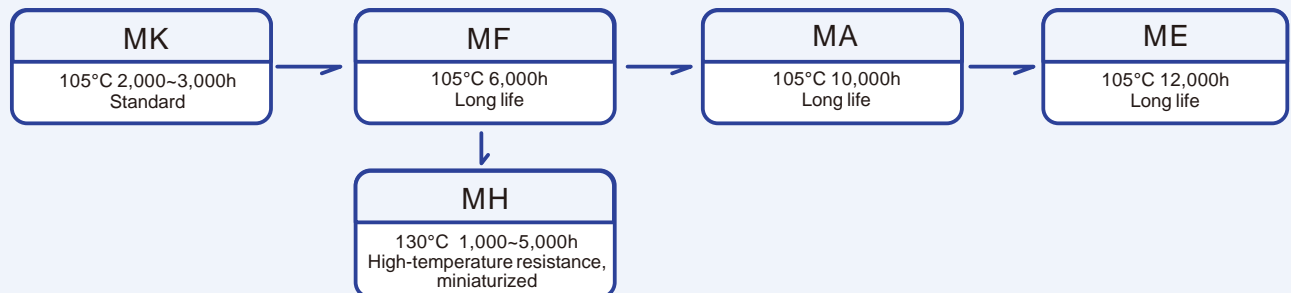 MK
105°C 2,000~3,000h
Standard
MF
105°C 6,000h
Long life
MA
105°C 10,000h
Long life
ME
105°C 12,000h
Long life
MH
130°C 1,000~5,000h
High-temperature resistance,
miniaturized